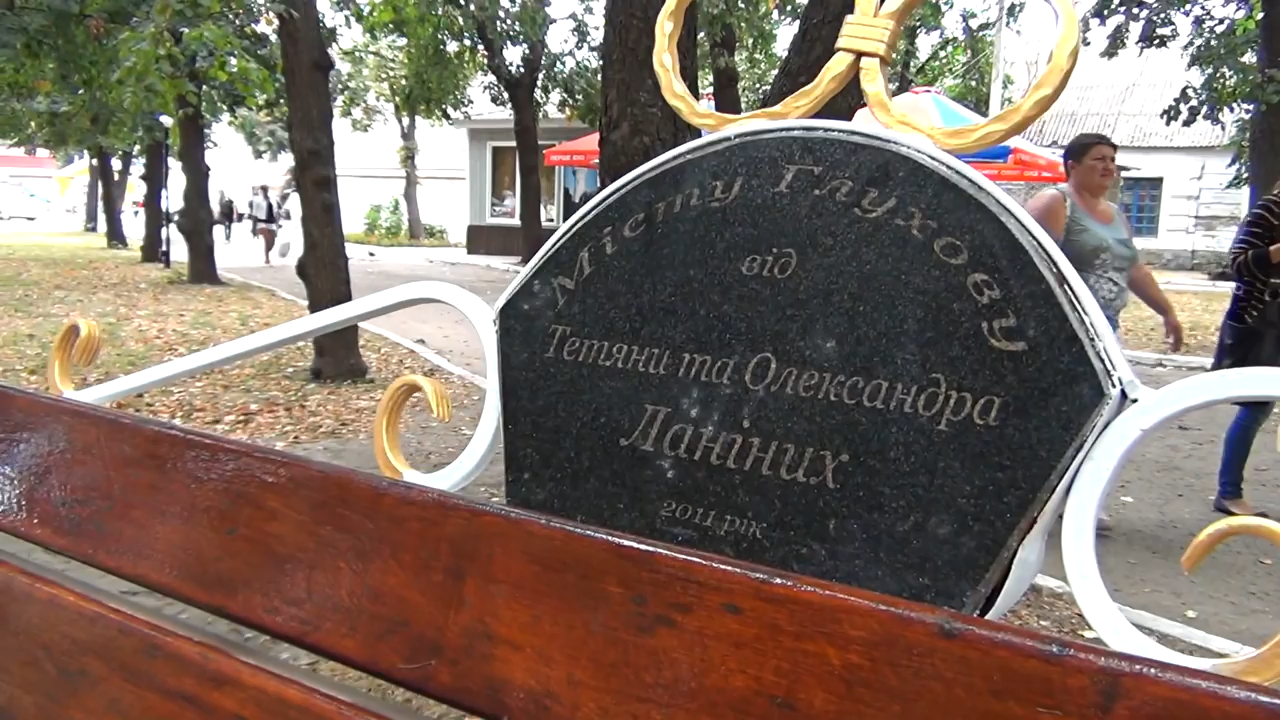 Місту Глухову
від
Тетяни та Олександра
Ланіних
2011 рік